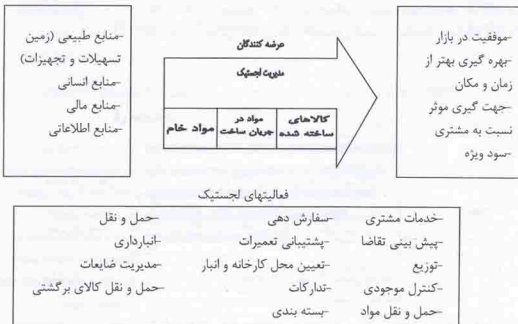 -منابع طبیعی (زمین
تسهیلات و تجهیزات)
-منابع انسانی
-منابع مالی
-منابع اطلاعاتی
عرضه کنندگان
مدیریت لجستیک
مواد خام
مواد در
جریان ساخت
کالاهای
ساخته شده
-موفقیت در بازار
-بهره گیری بهتر از
زمان و مکان
-جهت گیری موثر
نسبت به مشتری
-سود ویژه
فعالیتهای لجستیک
-خدمات مشتری
-پیش بینی تقاضا
-توزیع
-کنترل موجودی
-حمل و نقل مواد
-سفارش دهی
-پشتیبانی تعمیرات
-تعیین محل کارخانه و انبار
-تدارکات
-بسته بندی
-حمل و نقل
-انبارداری
-مدیریت ضایعات
-حمل و نقل کالای برگشتی